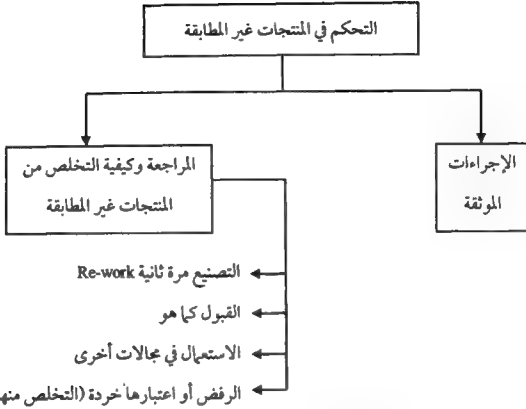 التحكم في المنتجات غير المطابقة
الإجراءات
الموثقة
المراجعة وكيفية التخلص من
المنتجات غير المطابقة
التصنيع مرة ثانية Re-work
القبول كما هو
الاستعمال في مجالات أخرى
الرفض أو اعتبارها خردة (التخلص منه